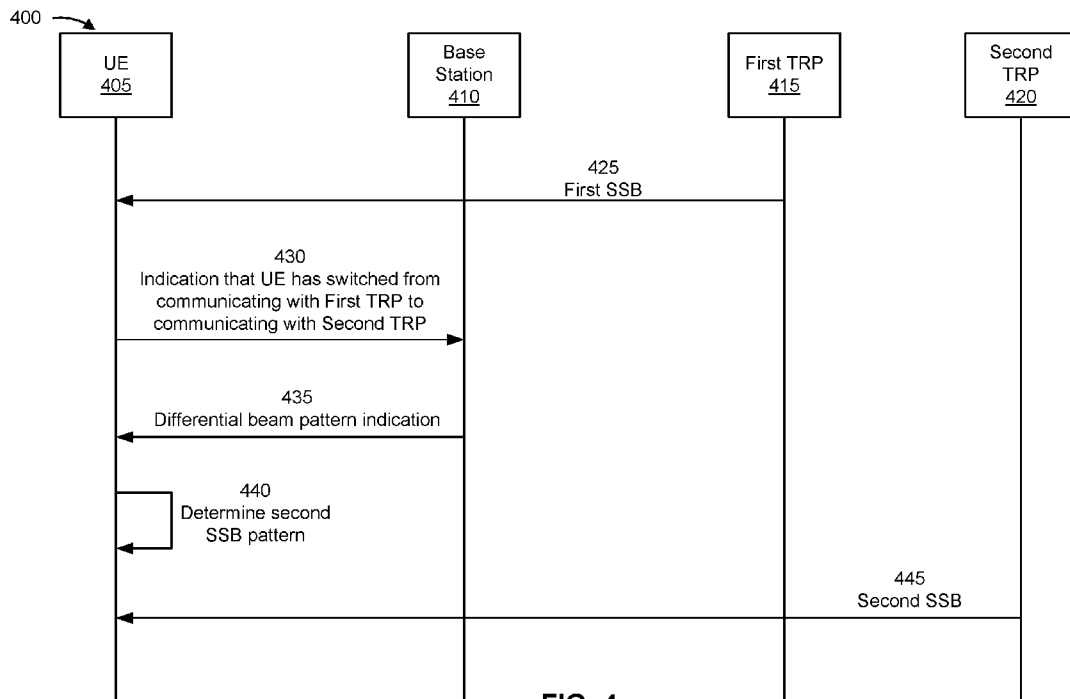 400
UE
405
Base
Station
410
First TRP
415
Second
TRP
420
425
First SSB
430
Indication that UE has switched from
communicating with First TRP to
communicating with Second TRP
435
Differential beam pattern indication
440
Determine second
SSB pattern
445
Second SSB
FIG. 4